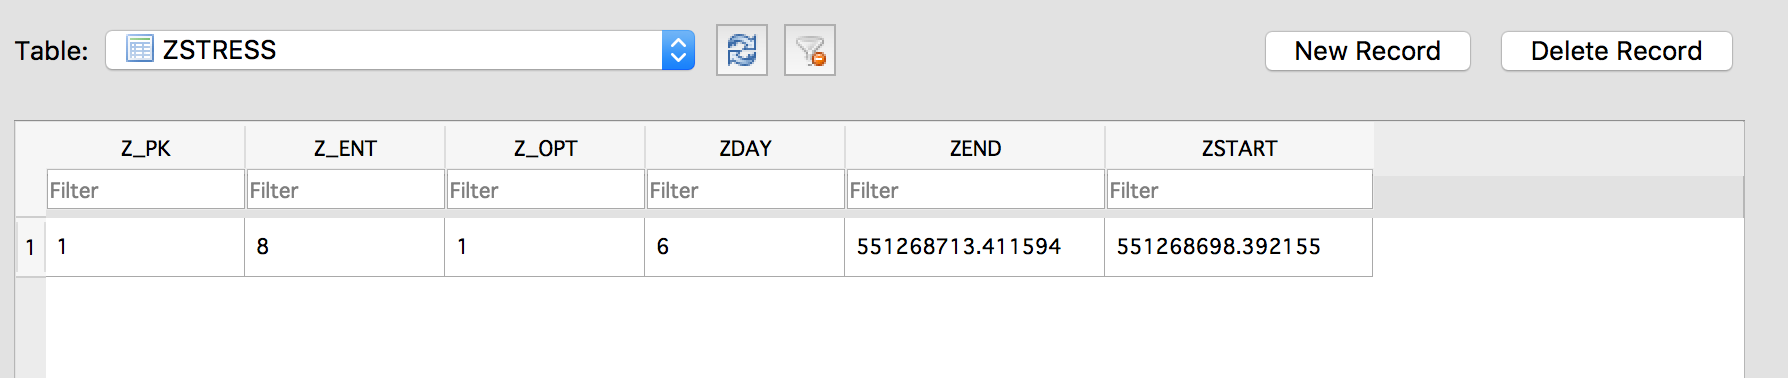 Table: ZSTRESS New Record Delete Record
Z_PK Z_ENT Z_OPT ZDAY ZEND ZSTART
Filter Filter Filter Filter Filter Filter
1 1 8 1 6 551268713.411594 551268698.392155